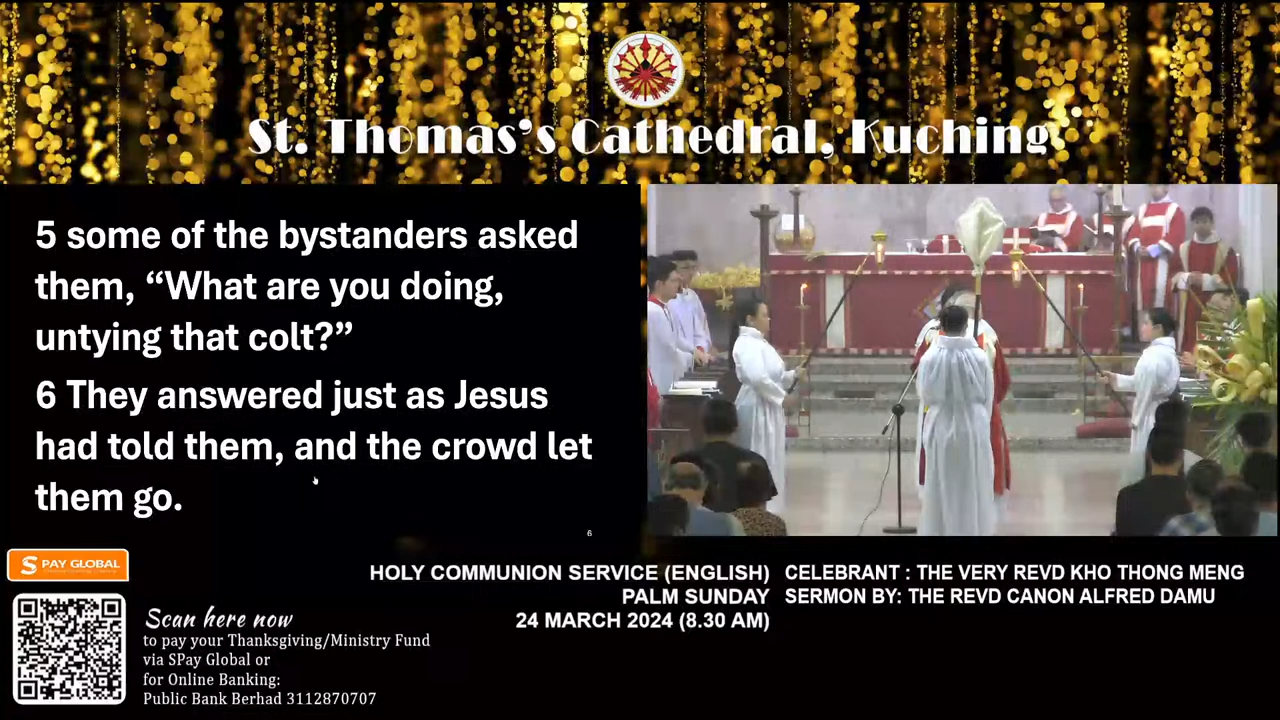 St. Thomas's Cathedral, Kuching
5 some of the bystanders asked
them, “What are you doing,
untying that colt?”
6 They answered just as Jesus
had told them, and the crowd let
them go.
6
S PAY GLOBAL
Scan here now
to pay your Thanksgiving/Ministry Fund
via SPay Global or
for Online Banking:
Public Bank Berhad 3112870707
HOLY COMMUNION SERVICE (ENGLISH)
PALM SUNDAY
24 MARCH 2024 (8.30 AM)
CELEBRANT : THE VERY REVD KHO THONG MENG
SERMON BY: THE REVD CANON ALFRED DAMU